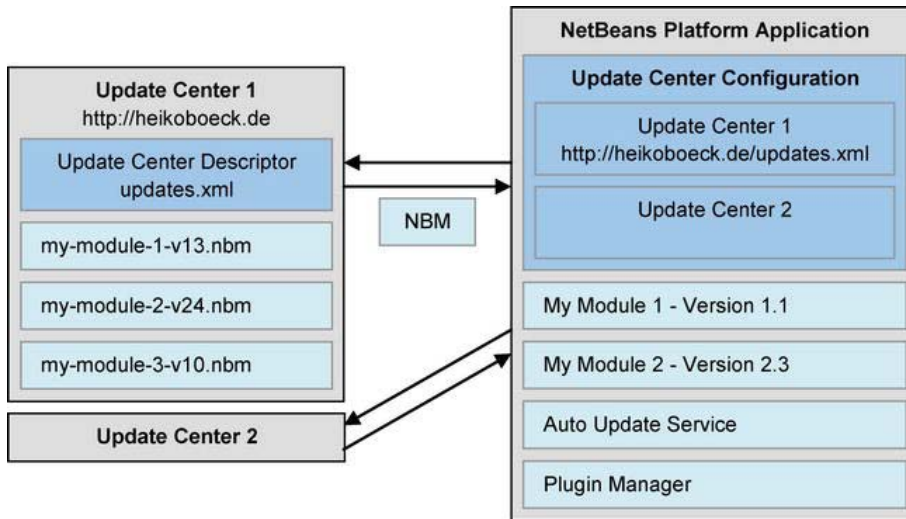 Update Center 1
http://heikoboeck.de
Update Center Descriptor
updates.xml
my-module-1-v13.nbm
my-module-2-v24.nbm
my-module-3-v10.nbm
Update Center 2
NBM
NetBeans Platform Application
Update Center Configuration
Update Center 1
http://heikoboeck.de/updates.xml
Update Center 2
My Module 1 - Version 1.1
My Module 2 - Version 2.3
Auto Update Service
Plugin Manager